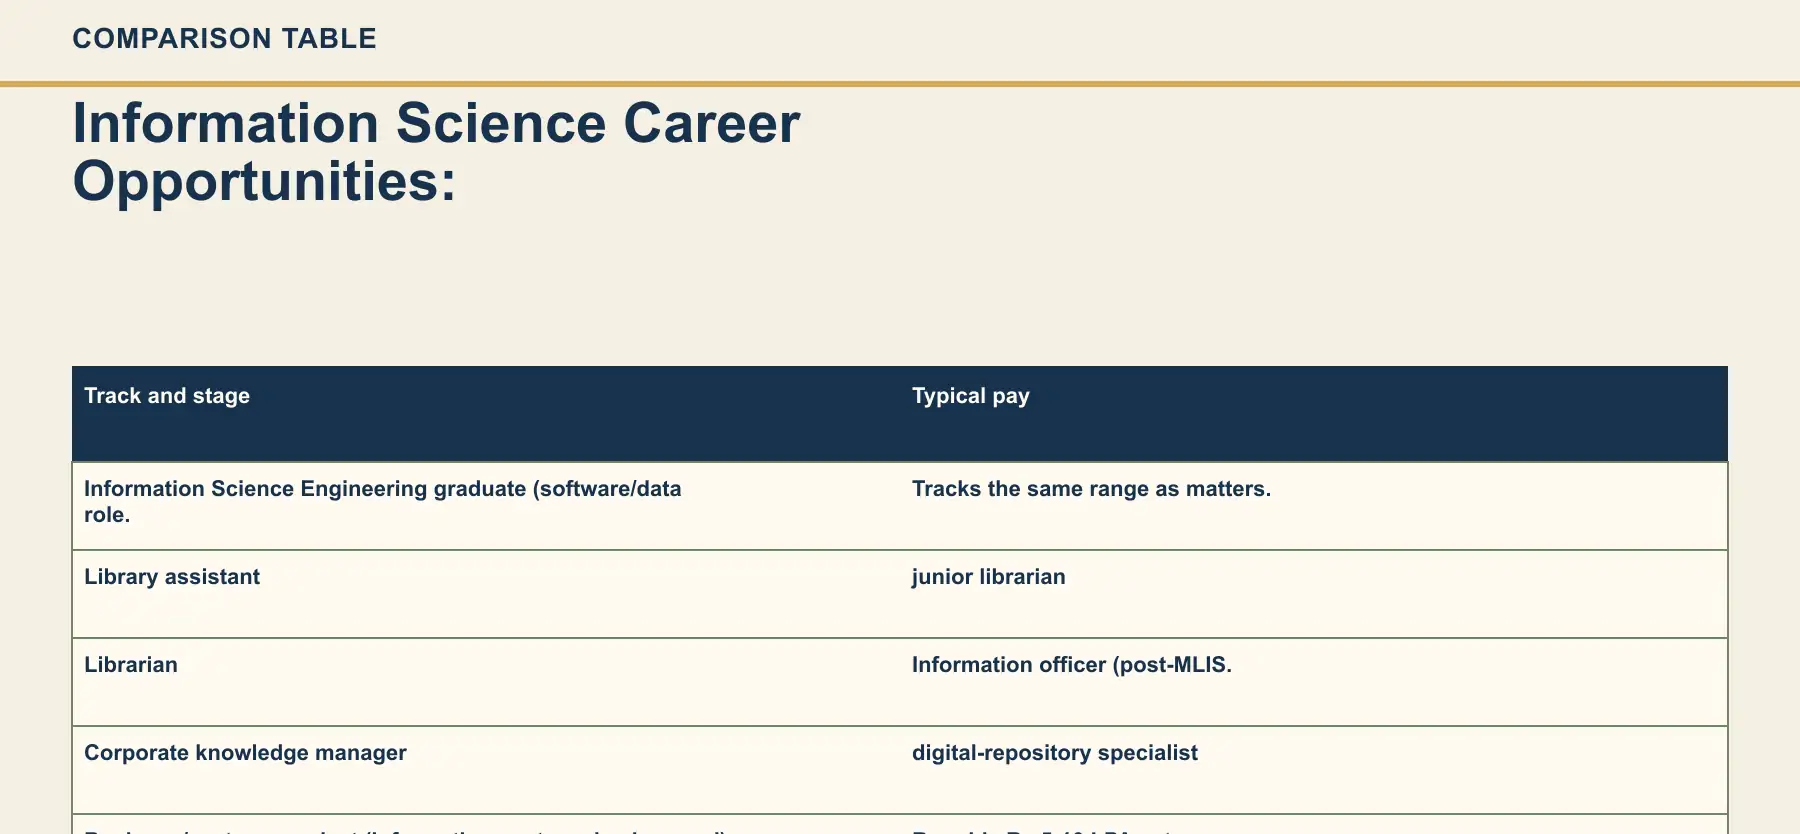 COMPARISON TABLE
Information Science Career
Opportunities:
Track and stage
Typical pay
Information Science Engineering graduate (software/data
role.
Tracks the same range as matters.
Library assistant
junior librarian
Librarian
Information officer (post-MLIS.
Corporate knowledge manager
digital-repository specialist